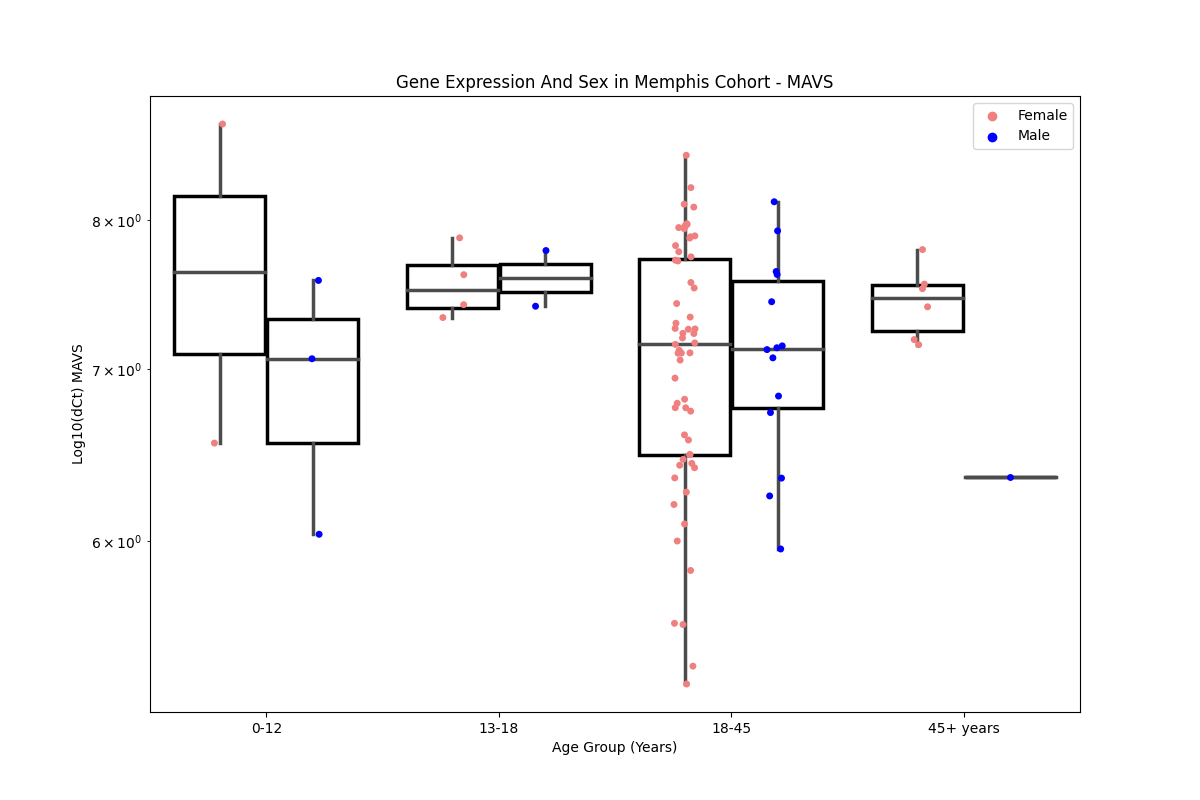 Gene Expression And Sex in Memphis Cohort - MAVS
Female
Male
8 × 10⁰
7 × 10⁰
6 × 10⁰
Log10(dCt) MAVS
0-12
13-18
18-45
45+ years
Age Group (Years)